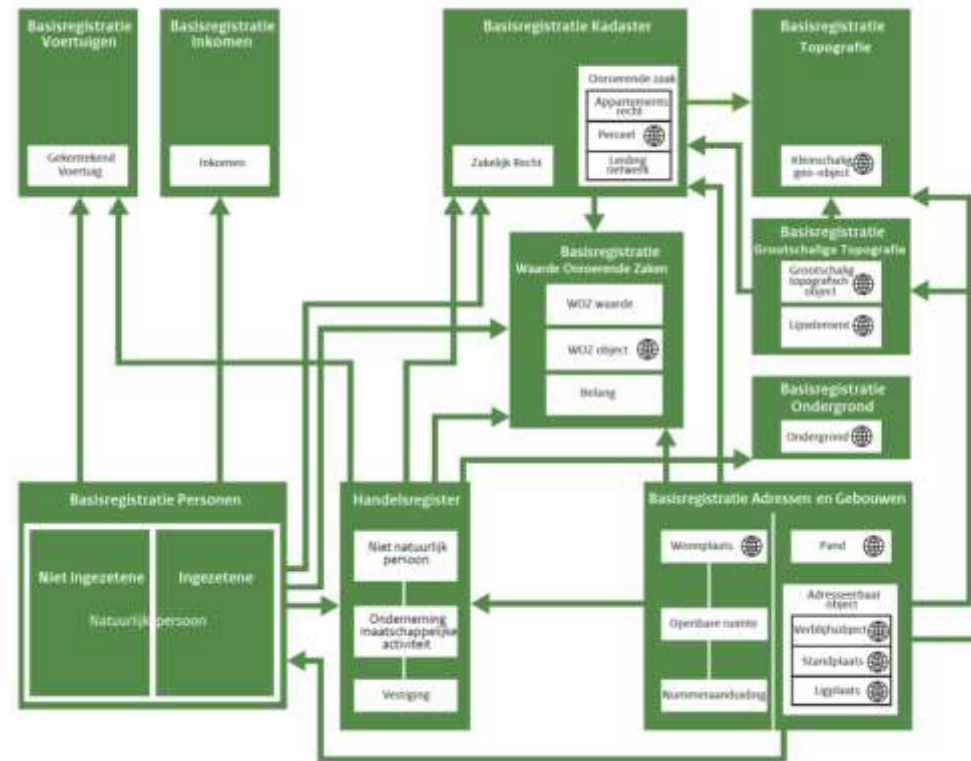 Basisregistratie
Voertuigen
Gekentekend
Voertuig
Basisregistratie
Inkomen
Inkomen
Basisregistratie Kadaster
Onroerende zaak
Appartements
recht
Perceel
Leiding
netwerk
Zakelijk Recht
Basisregistratie
Topografie
Kleinschalig
geo-object
Basisregistratie
Grootschalige Topografie
Grootschalig
topografisch
object
Lijnelement
Basisregistratie
Waarde Onroerende Zaken
WOZ waarde
WOZ object
Belang
Basisregistratie
Ondergrond
Ondergrond
Basisregistratie Personen
Niet Ingezetene
Ingezetene
Natuurlijk persoon
Handelsregister
Niet natuurlijk
persoon
Onderneming
maatschappelijke
activiteit
Vestiging
Basisregistratie Adressen en Gebouwen
Woonplaats
Openbare ruimte
Nummeraanduiding
Pand
Adresseerbaar
object
Verblijfsobject
Standplaats
Ligplaats